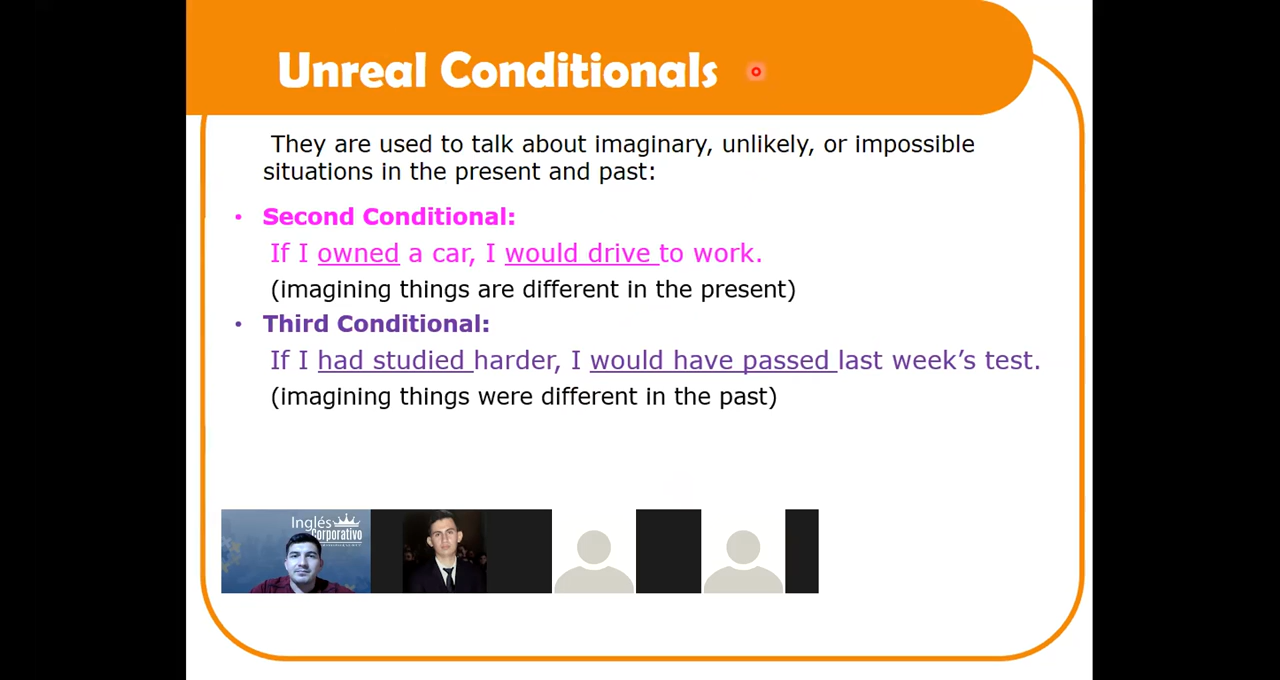 Unreal Conditionals
They are used to talk about imaginary, unlikely, or impossible
situations in the present and past:
• Second Conditional:
If I owned a car, I would drive to work.
(imagining things are different in the present)
• Third Conditional:
If I had studied harder, I would have passed last week’s test.
(imagining things were different in the past)
Inglés
Corporativo